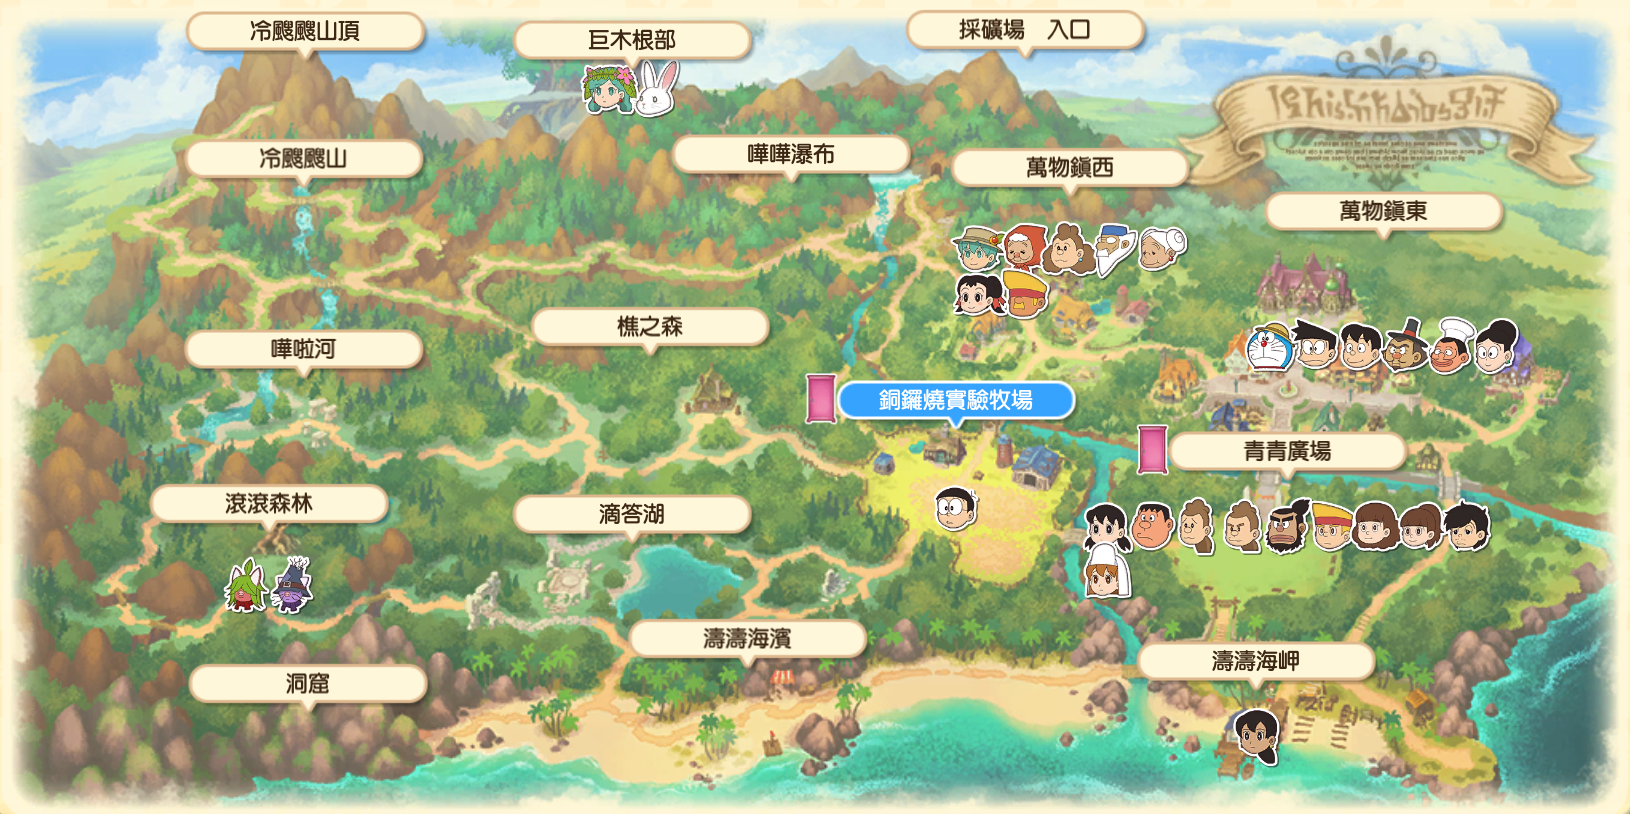 冷颼颼山頂
巨木根部
採礦場　入口
冷颼颼山
嘩嘩瀑布
萬物鎮西
萬物鎮東
樵之森
嘩啦河
銅鑼燒實驗牧場
青青廣場
滾滾森林
滴答湖
濤濤海濱
濤濤海岬
洞窟